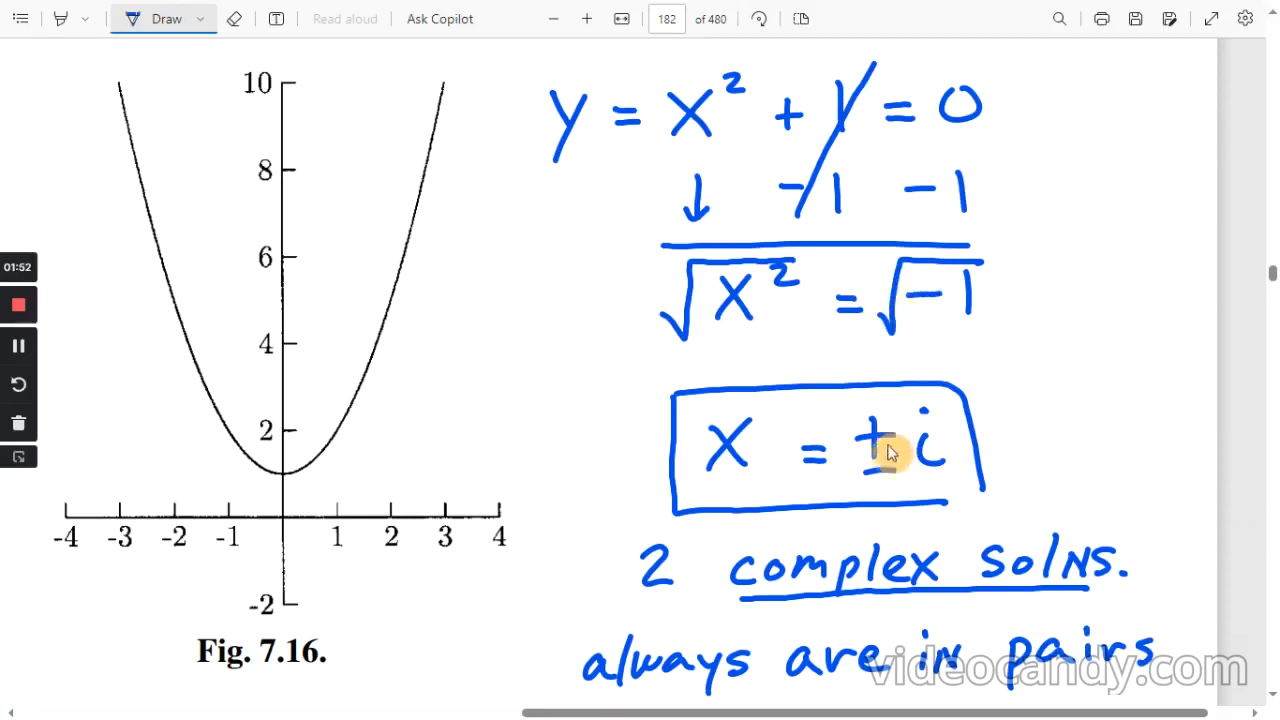 Draw
Read aloud
Ask Copilot
182 of 480
01:52
10
8
6
4
2
-4 -3 -2 -1 1 2 3 4
-2
Fig. 7.16.
y = x² + 1 = 0
↓ - 1 - 1
√x² = √-1
x = ± i
2 complex solns.
always are in pairs
videocandy.com